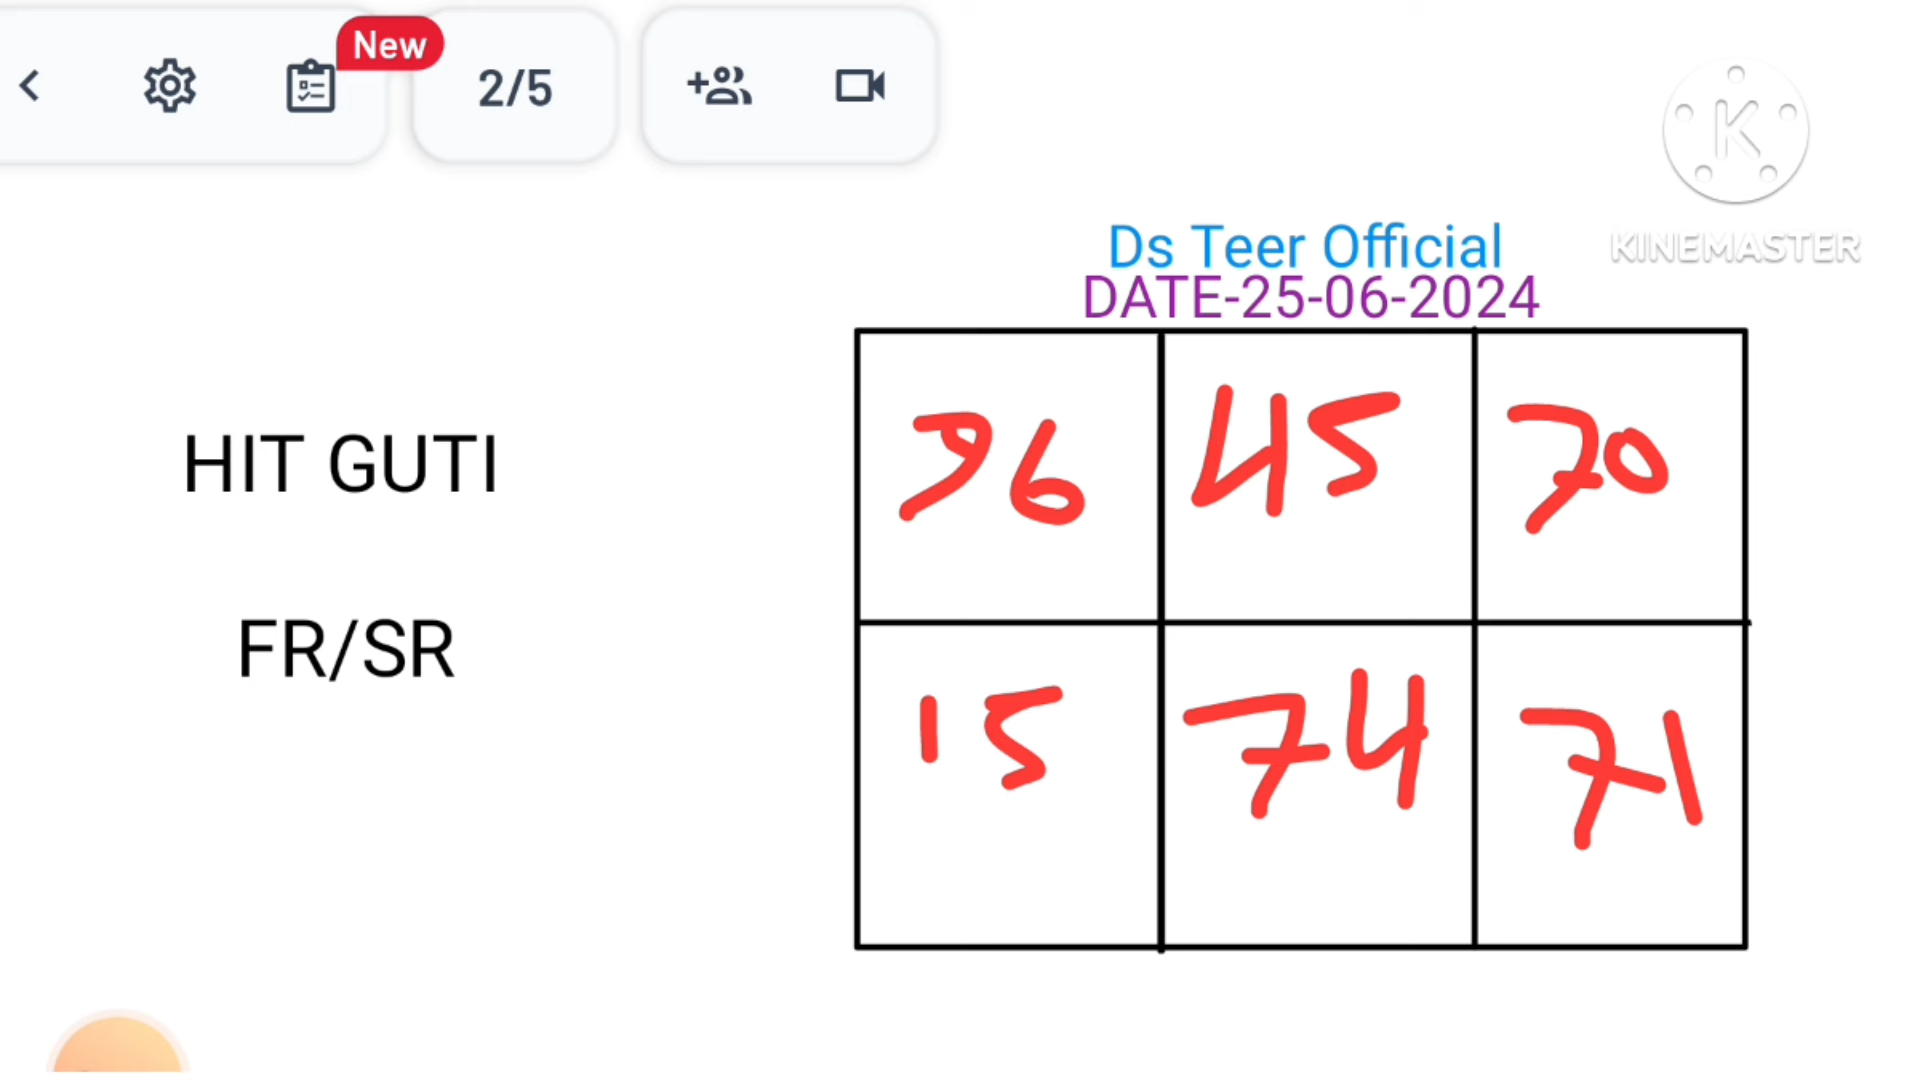 New
2/5
KINEMASTER
Ds Teer Official
DATE-25-06-2024
HIT GUTI
FR/SR
96 45 70
15 74 71